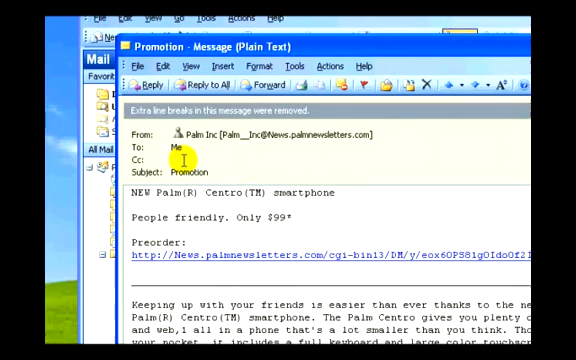 File Edit View Go Tools Actions Help
Promotion - Message (Plain Text)
Mail
File Edit View Insert Format Tools Actions Help
Favorit
Reply Reply to All Forward
Extra line breaks in this message were removed.
From: Palm Inc [Palm__Inc@News.palmnewsletters.com]
To: Me
Cc:
All Mail
Subject: Promotion
NEW Palm(R) Centro(TM) smartphone
People friendly. Only $99*
Preorder:
http://News.palmnewsletters.com/cgi-bin13/DM/y/eox6OPS81gOIdoOf2I
Keeping up with your friends is easier than ever thanks to the ne
Palm(R) Centro(TM) smartphone. The Palm Centro gives you plenty o
and web,1 all in a phone that's a lot smaller than you think. Tho
your pocket, it includes a full keyboard and large color touchscr